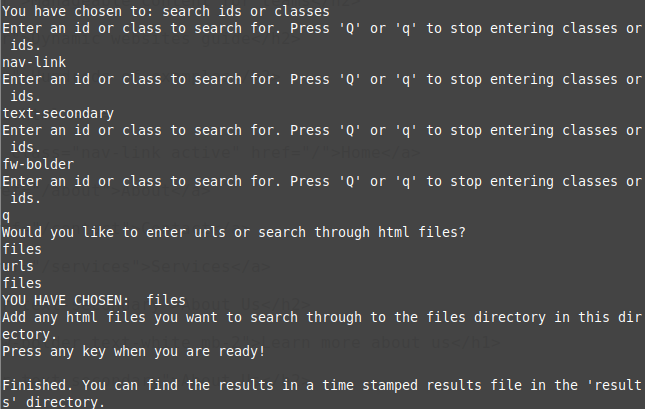 You have chosen to: search ids or classes
Enter an id or class to search for. Press 'Q' or 'q' to stop entering classes or
ids.
nav-link
Enter an id or class to search for. Press 'Q' or 'q' to stop entering classes or
ids.
text-secondary
Enter an id or class to search for. Press 'Q' or 'q' to stop entering classes or
ids.
fw-bolder
Enter an id or class to search for. Press 'Q' or 'q' to stop entering classes or
ids.
q
Would you like to enter urls or search through html files?
files
urls
files
YOU HAVE CHOSEN:  files
Add any html files you want to search through to the files directory in this dir
ectory.
Press any key when you are ready!

Finished. You can find the results in a time stamped results file in the 'result
s' directory.